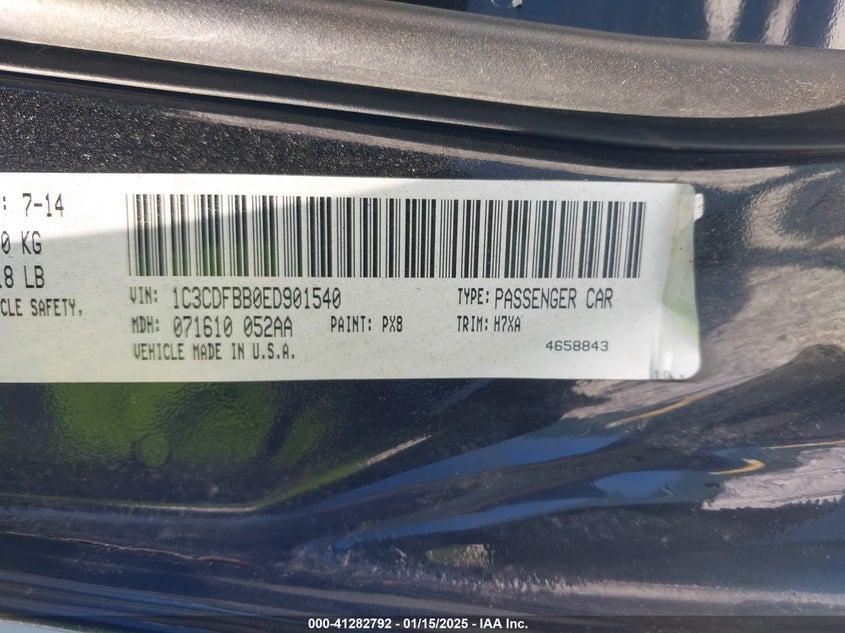 : 7-14
0 KG
18 LB
CLE SAFETY,
VIN: 1C3CDFBB0ED901540 TYPE: PASSENGER CAR
MDH: 071610 052AA PAINT: PX8 TRIM: H7XA
VEHICLE MADE IN U.S.A. 4658843
000-41282792 - 01/15/2025 - IAA Inc.